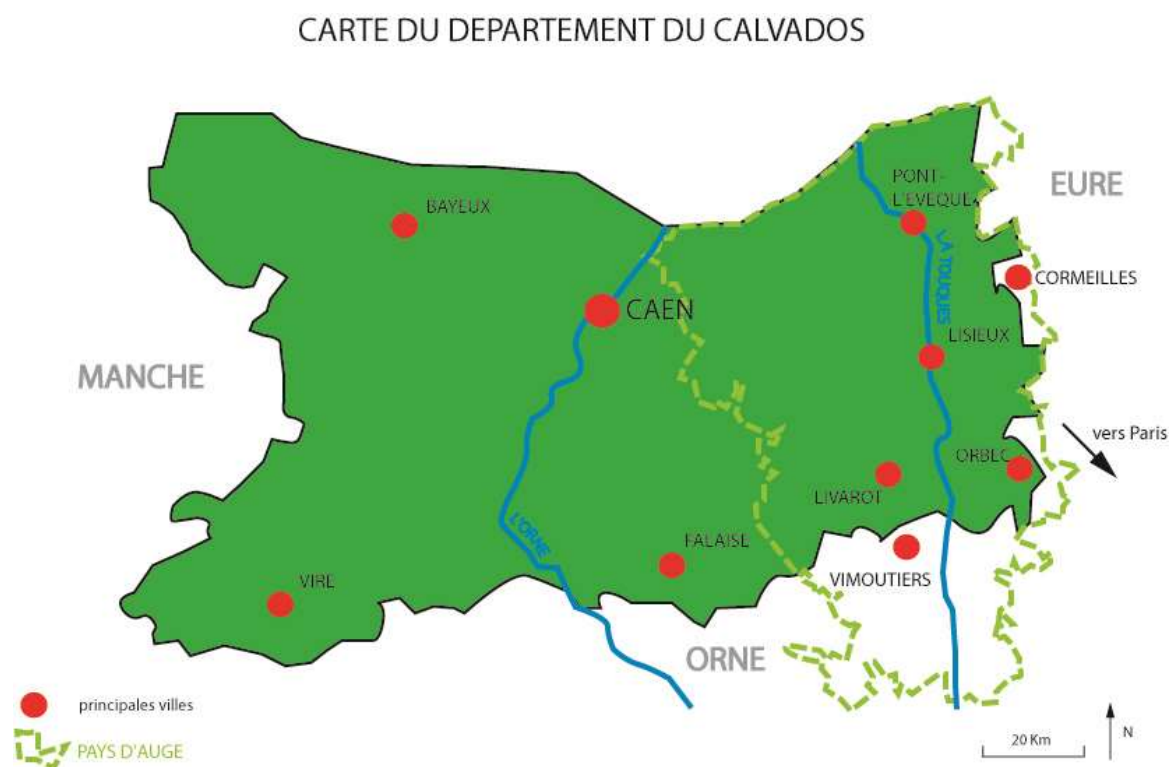 CARTE DU DEPARTEMENT DU CALVADOS
PONT-
L'EVEQUE
EURE
BAYEUX
LA TOUQUES
CORMEILLES
CAEN
LISIEUX
MANCHE
vers Paris
ORBEC
LIVAROT
L'ORNE
FALAISE
VIRE
VIMOUTIERS
ORNE
principales villes
PAYS D'AUGE
20 Km
N